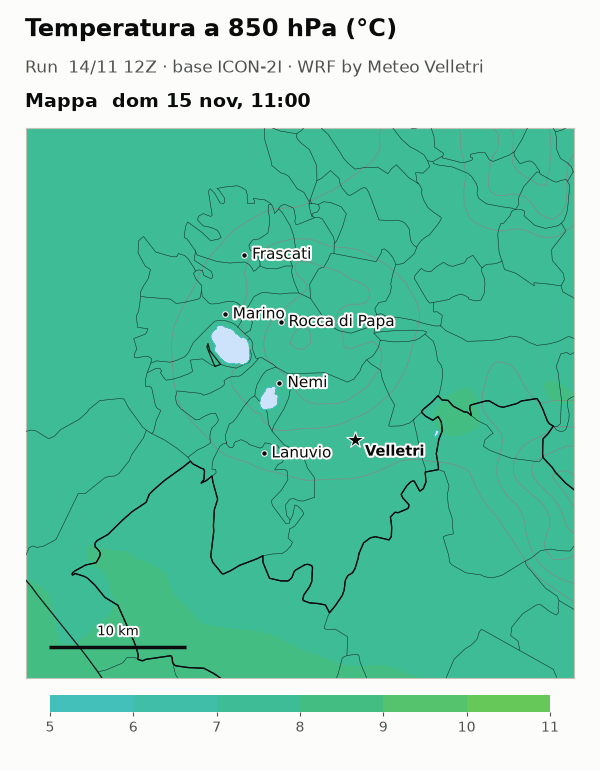 Temperatura a 850 hPa (°C)
Run  14/11 12Z · base ICON-2I · WRF by Meteo Velletri
Mappa  dom 15 nov, 11:00
Frascati
Marino
Rocca di Papa
Nemi
Velletri
Lanuvio
10 km
5 6 7 8 9 10 11